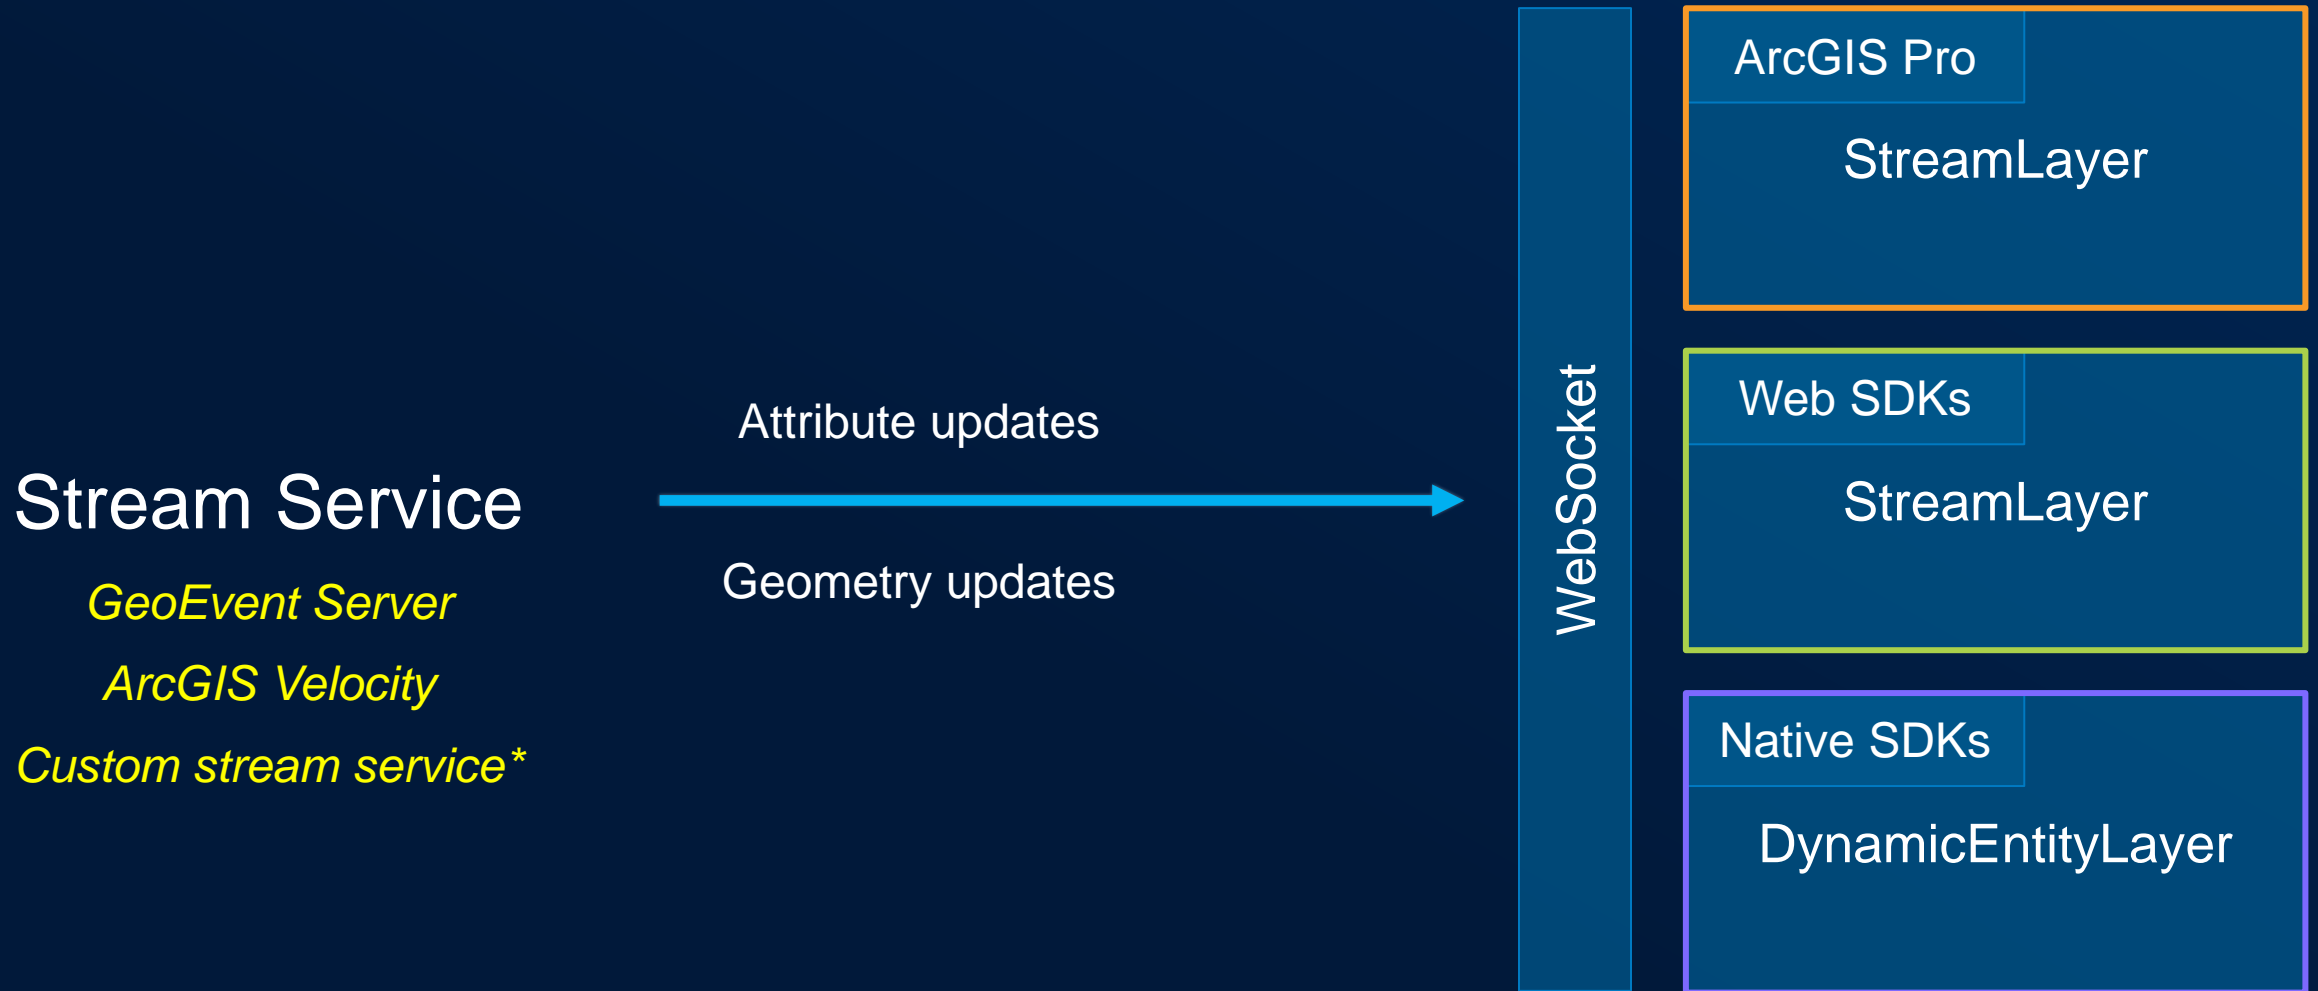 Stream Service
GeoEvent Server
ArcGIS Velocity
Custom stream service*
Attribute updates
Geometry updates
WebSocket
ArcGIS Pro
StreamLayer
Web SDKs
StreamLayer
Native SDKs
DynamicEntityLayer